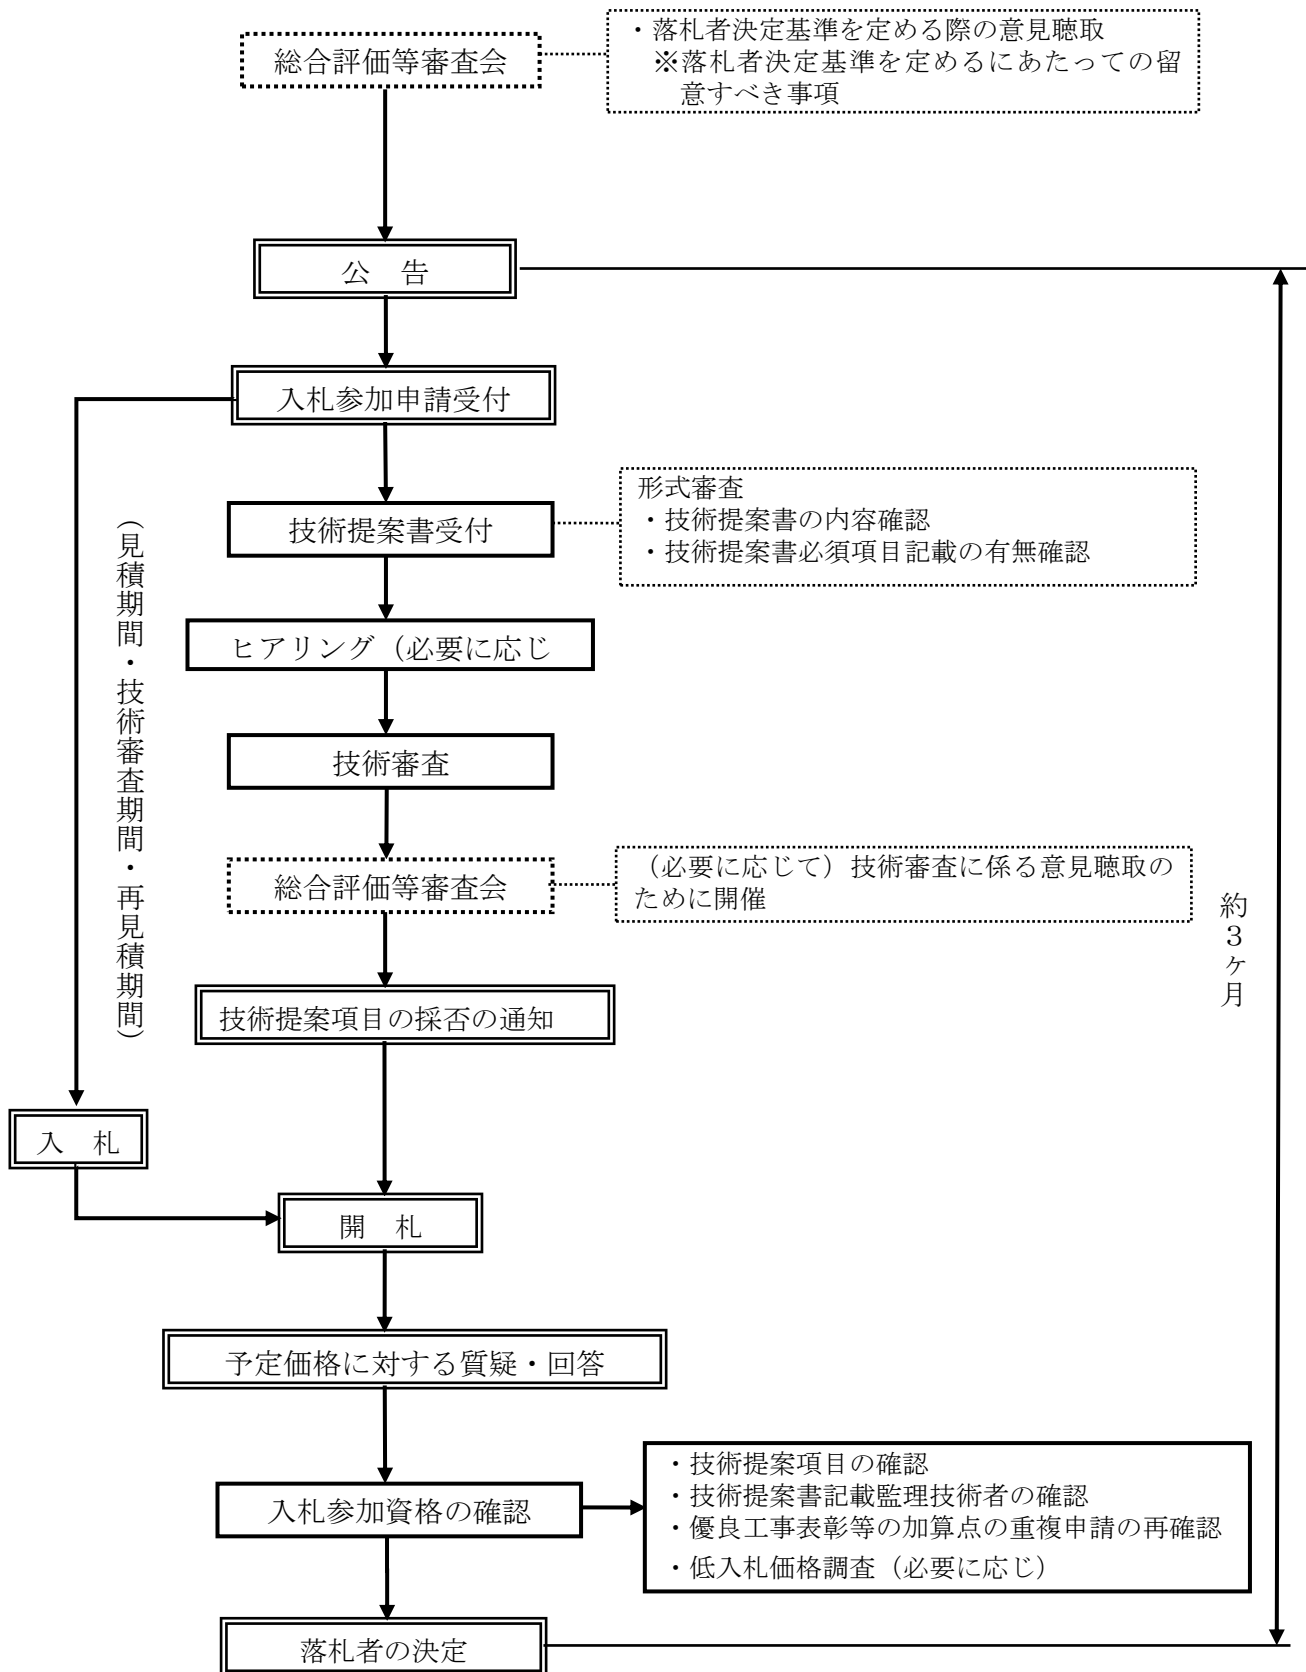 総合評価等審査会
・落札者決定基準を定める際の意見聴取
※落札者決定基準を定めるにあたっての留
意すべき事項
公　告
入札参加申請受付
形式審査
・技術提案書の内容確認
・技術提案書必須項目記載の有無確認
技術提案書受付
（見積期間・技術審査期間・再見積期間）
ヒアリング（必要に応じ
技術審査
総合評価等審査会
（必要に応じて）技術審査に係る意見聴取の
ために開催
約３ヶ月
技術提案項目の採否の通知
入　札
開　札
予定価格に対する質疑・回答
入札参加資格の確認
・技術提案項目の確認
・技術提案書記載監理技術者の確認
・優良工事表彰等の加算点の重複申請の再確認
・低入札価格調査（必要に応じ）
落札者の決定